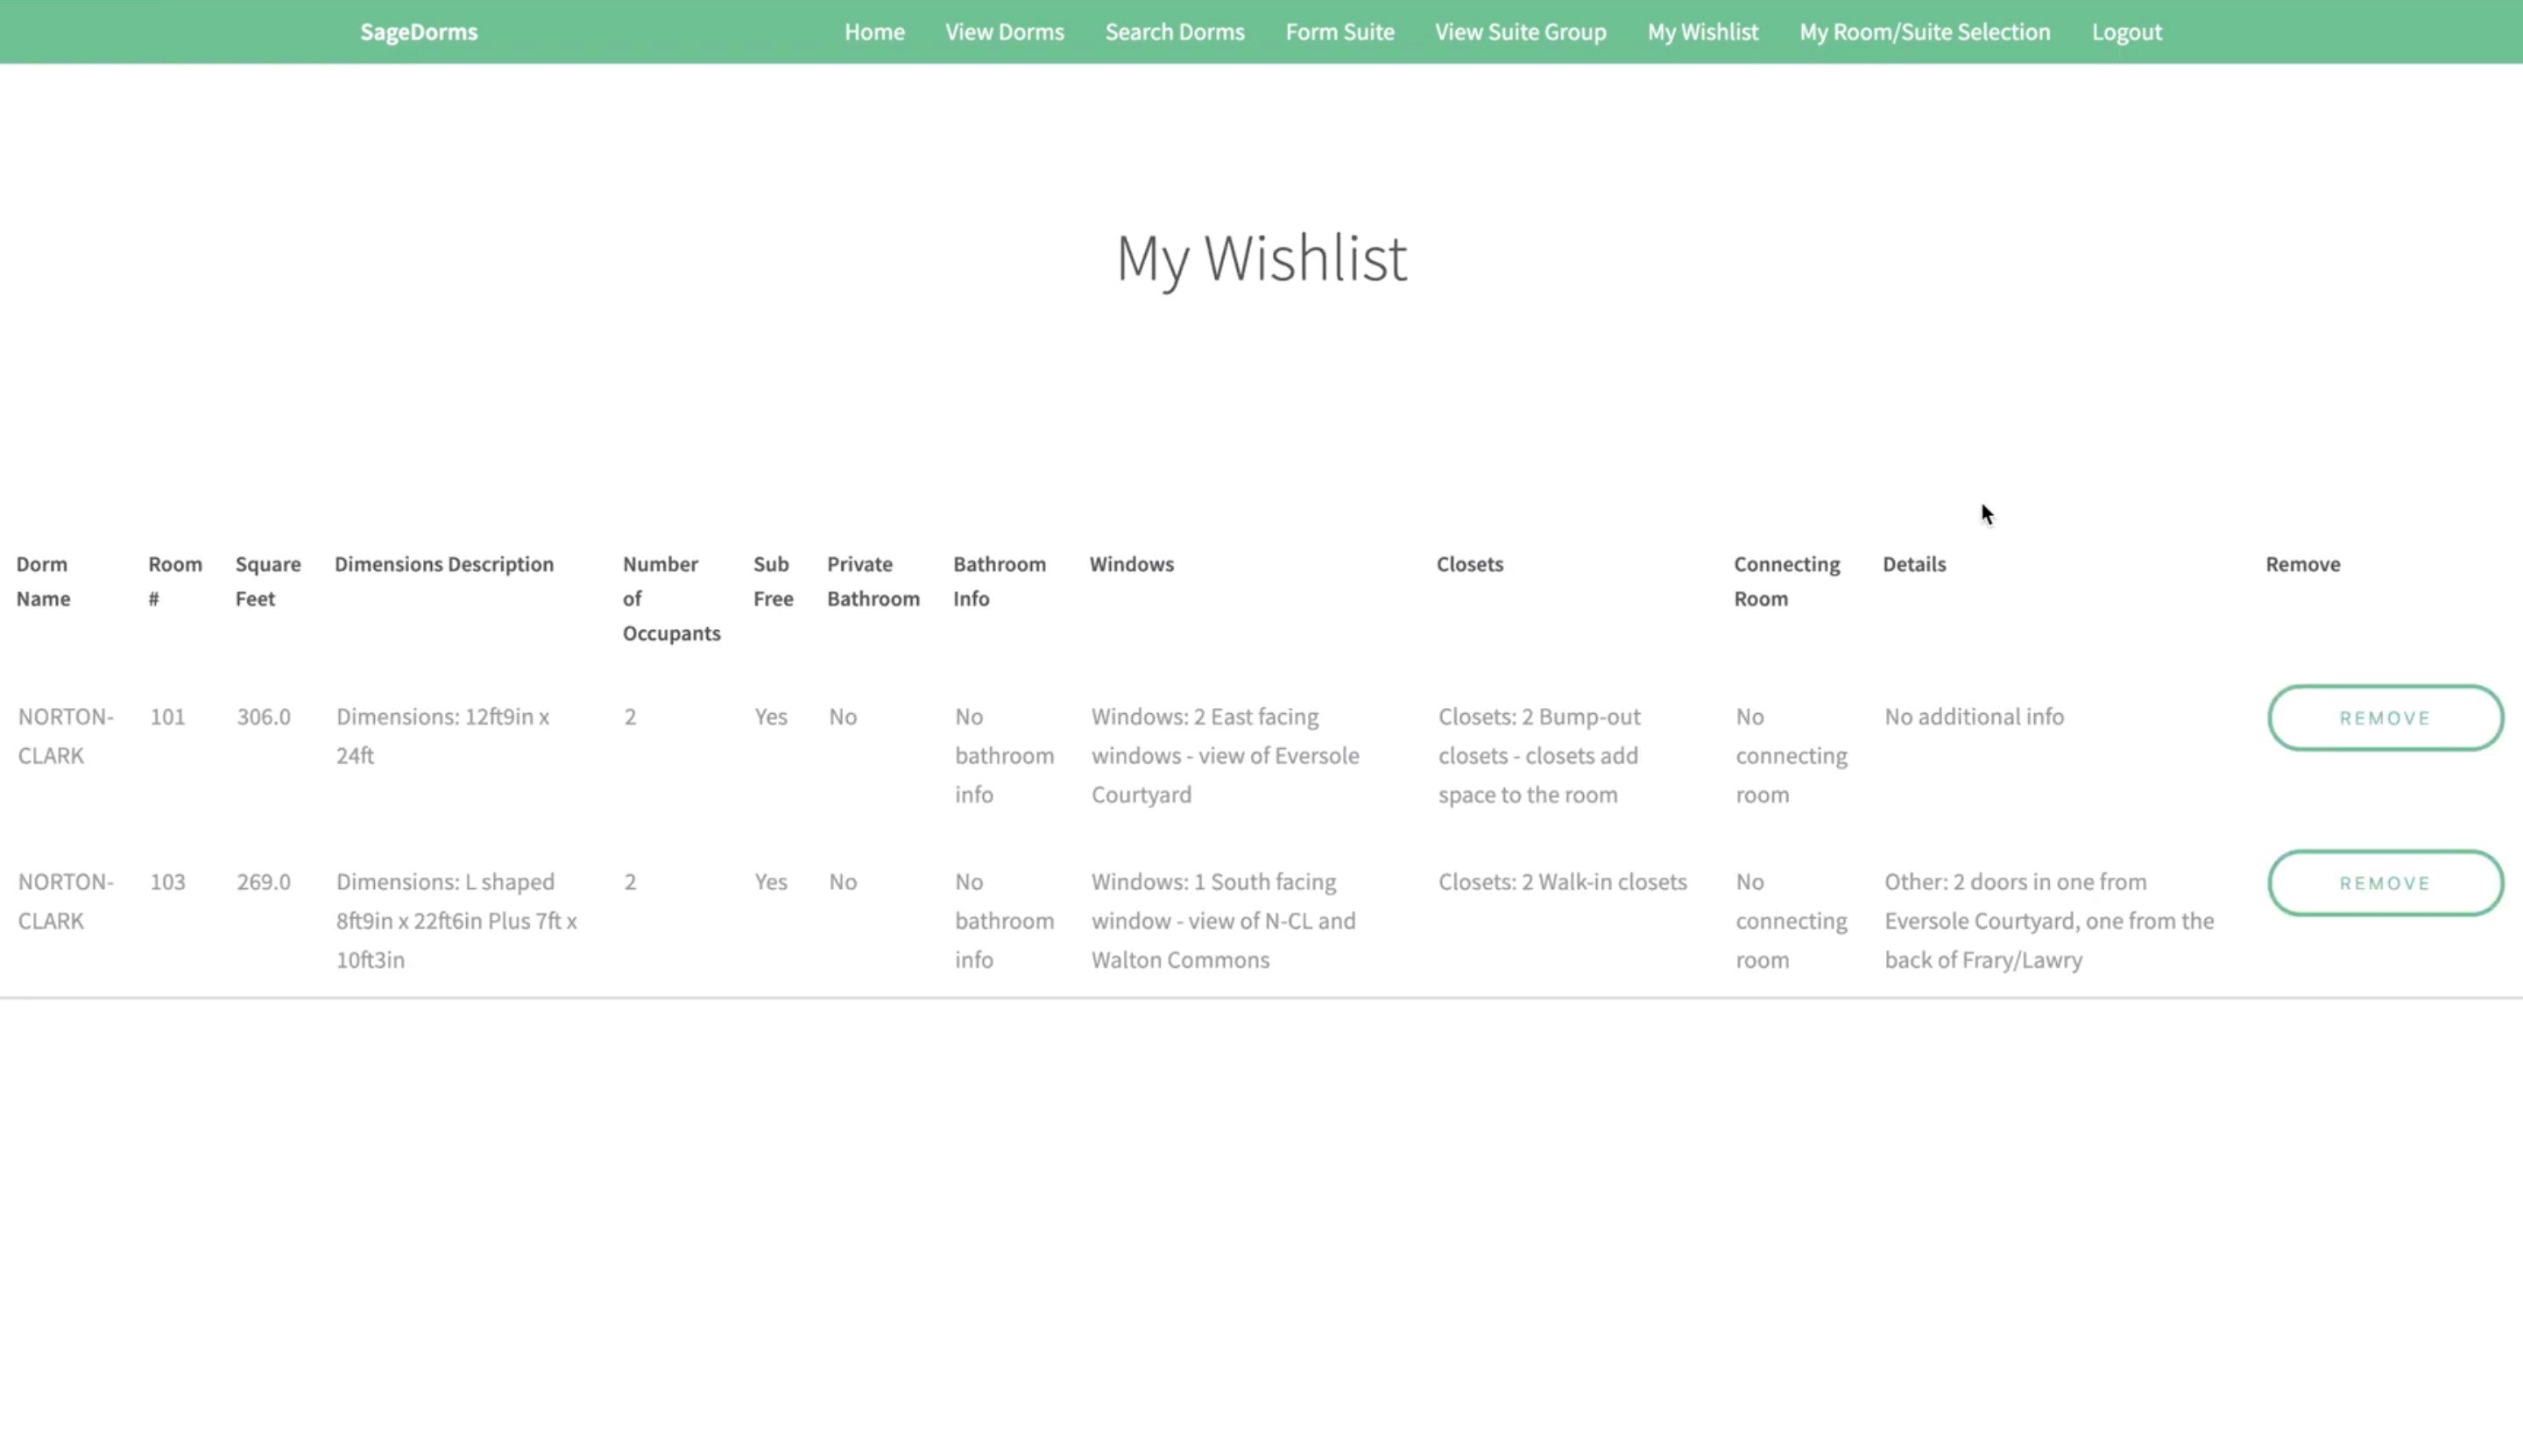 SageDorms Home View Dorms Search Dorms Form Suite View Suite Group My Wishlist My Room/Suite Selection Logout
My Wishlist
Dorm Name Room # Square Feet Dimensions Description Number of Occupants Sub Free Private Bathroom Bathroom Info Windows Closets Connecting Room Details Remove
NORTON-CLARK 101 306.0 Dimensions: 12ft9in x 24ft 2 Yes No No bathroom info Windows: 2 East facing windows - view of Eversole Courtyard Closets: 2 Bump-out closets - closets add space to the room No connecting room No additional info REMOVE
NORTON-CLARK 103 269.0 Dimensions: L shaped 8ft9in x 22ft6in Plus 7ft x 10ft3in 2 Yes No No bathroom info Windows: 1 South facing window - view of N-CL and Walton Commons Closets: 2 Walk-in closets No connecting room Other: 2 doors in one from Eversole Courtyard, one from the back of Frary/Lawry REMOVE